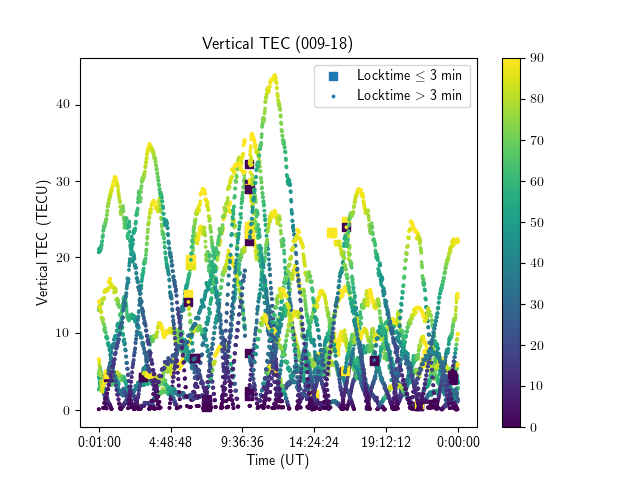 Vertical TEC (009-18)
Locktime ≤ 3 min
Locktime > 3 min
Vertical TEC (TECU)
40
30
20
10
0
0:01:00 4:48:48 9:36:36 14:24:24 19:12:12 0:00:00
Time (UT)
90
80
70
60
50
40
30
20
10
0